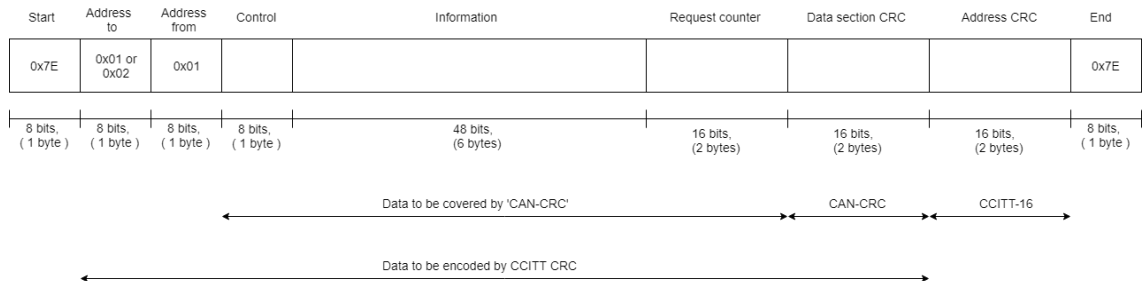 Start
Address
to
Address
from
Control
Information
Request counter
Data section CRC
Address CRC
End
0x7E
0x01 or
0x02
0x01
0x7E
8 bits,
( 1 byte )
8 bits,
( 1 byte )
8 bits,
( 1 byte )
8 bits,
( 1 byte )
48 bits,
(6 bytes)
16 bits,
(2 bytes)
16 bits,
(2 bytes)
16 bits,
(2 bytes)
8 bits,
( 1 byte )
Data to be covered by 'CAN-CRC'
CAN-CRC
CCITT-16
Data to be encoded by CCITT CRC